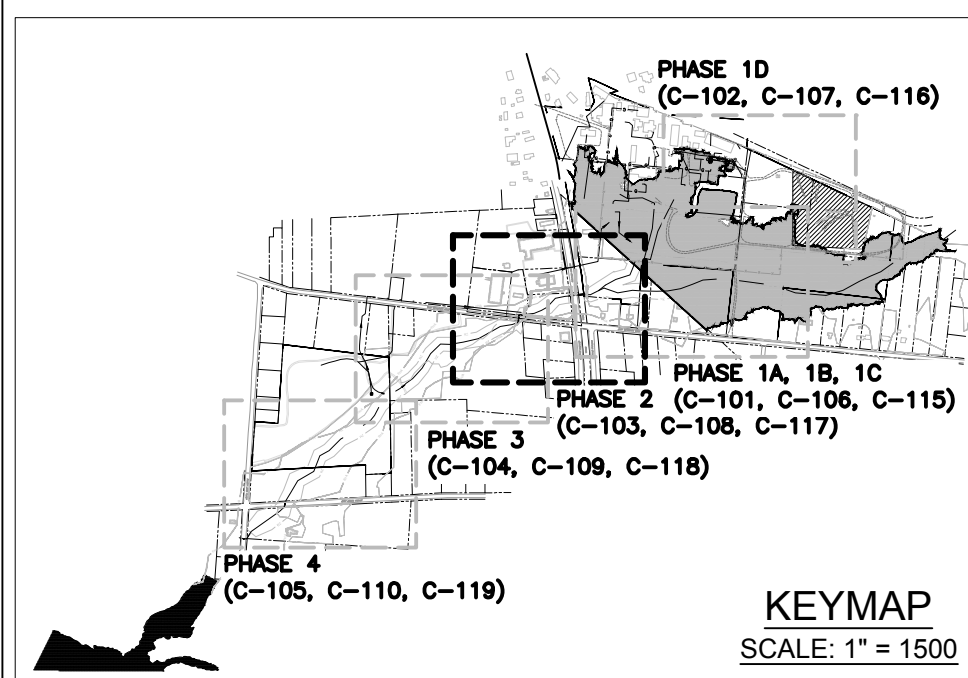 PHASE 1D
(C-102, C-107, C-116)
PHASE 1A, 1B, 1C
(C-101, C-106, C-115)
PHASE 2
(C-103, C-108, C-117)
PHASE 3
(C-104, C-109, C-118)
PHASE 4
(C-105, C-110, C-119)
KEYMAP
SCALE: 1" = 1500